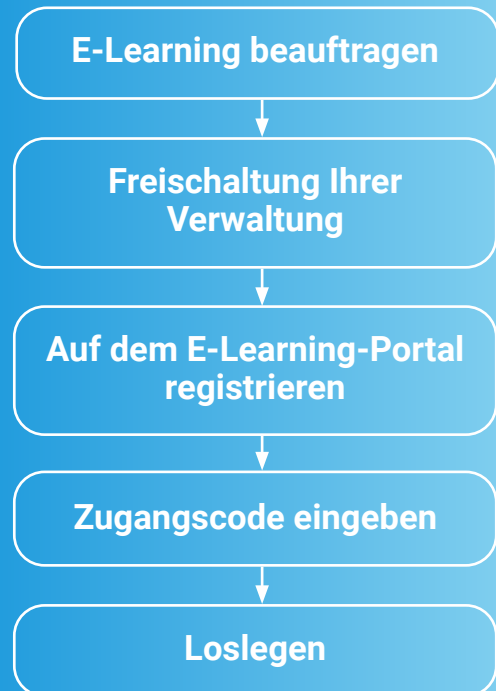 E-Learning beauftragen
Freischaltung Ihrer
Verwaltung
Auf dem E-Learning-Portal
registrieren
Zugangscode eingeben
Loslegen